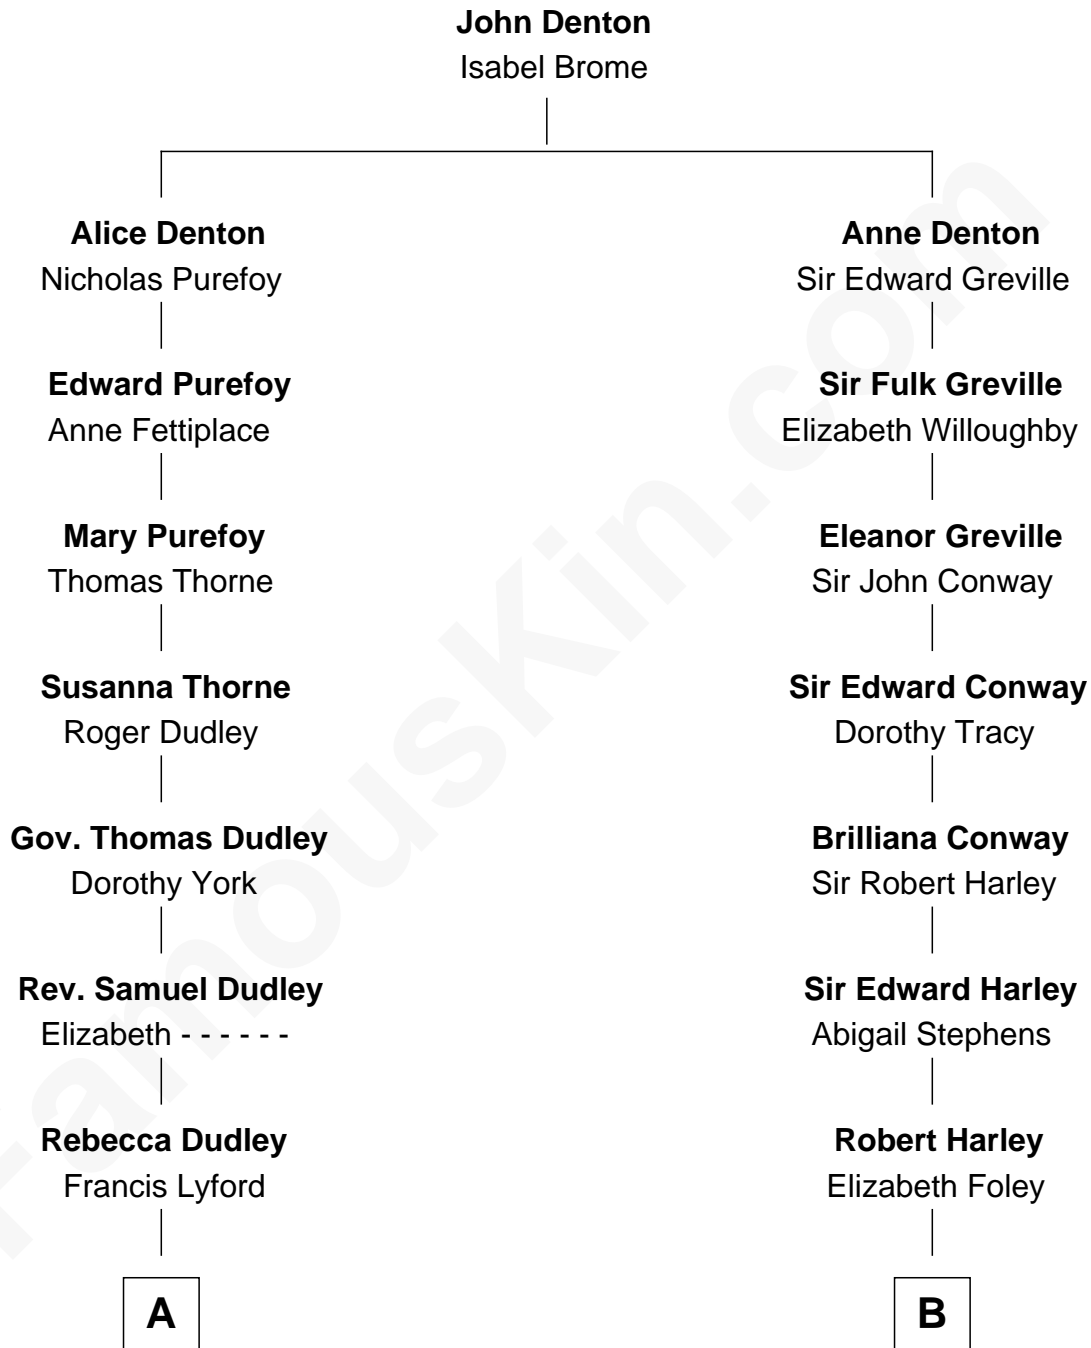 John Denton
Isabel Brome
Alice Denton
Nicholas Purefoy
Anne Denton
Sir Edward Greville
Edward Purefoy
Anne Fettiplace
Sir Fulk Greville
Elizabeth Willoughby
Mary Purefoy
Thomas Thorne
Eleanor Greville
Sir John Conway
Susanna Thorne
Roger Dudley
Sir Edward Conway
Dorothy Tracy
Gov. Thomas Dudley
Dorothy York
Brilliana Conway
Sir Robert Harley
Rev. Samuel Dudley
Elizabeth - - - - - -
Sir Edward Harley
Abigail Stephens
Rebecca Dudley
Francis Lyford
Robert Harley
Elizabeth Foley
A
B
FamousKin.com